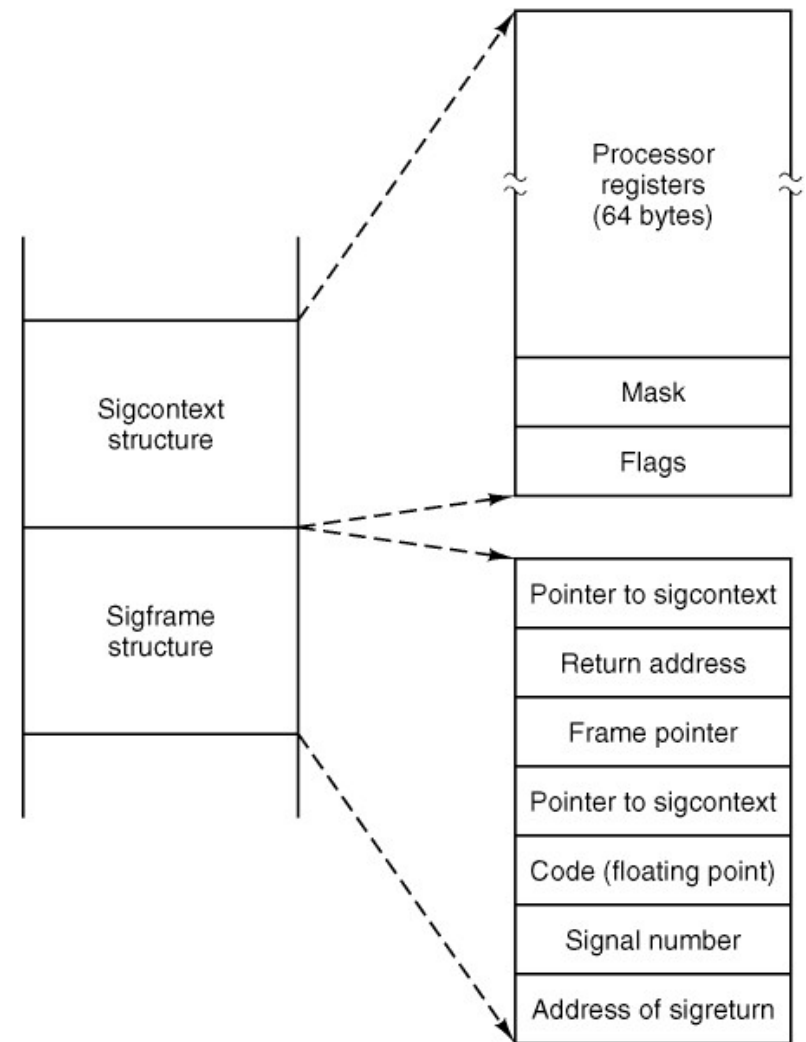 Processor
registers
(64 bytes)
Mask
Flags
Sigcontext
structure
Sigframe
structure
Pointer to sigcontext
Return address
Frame pointer
Pointer to sigcontext
Code (floating point)
Signal number
Address of sigreturn